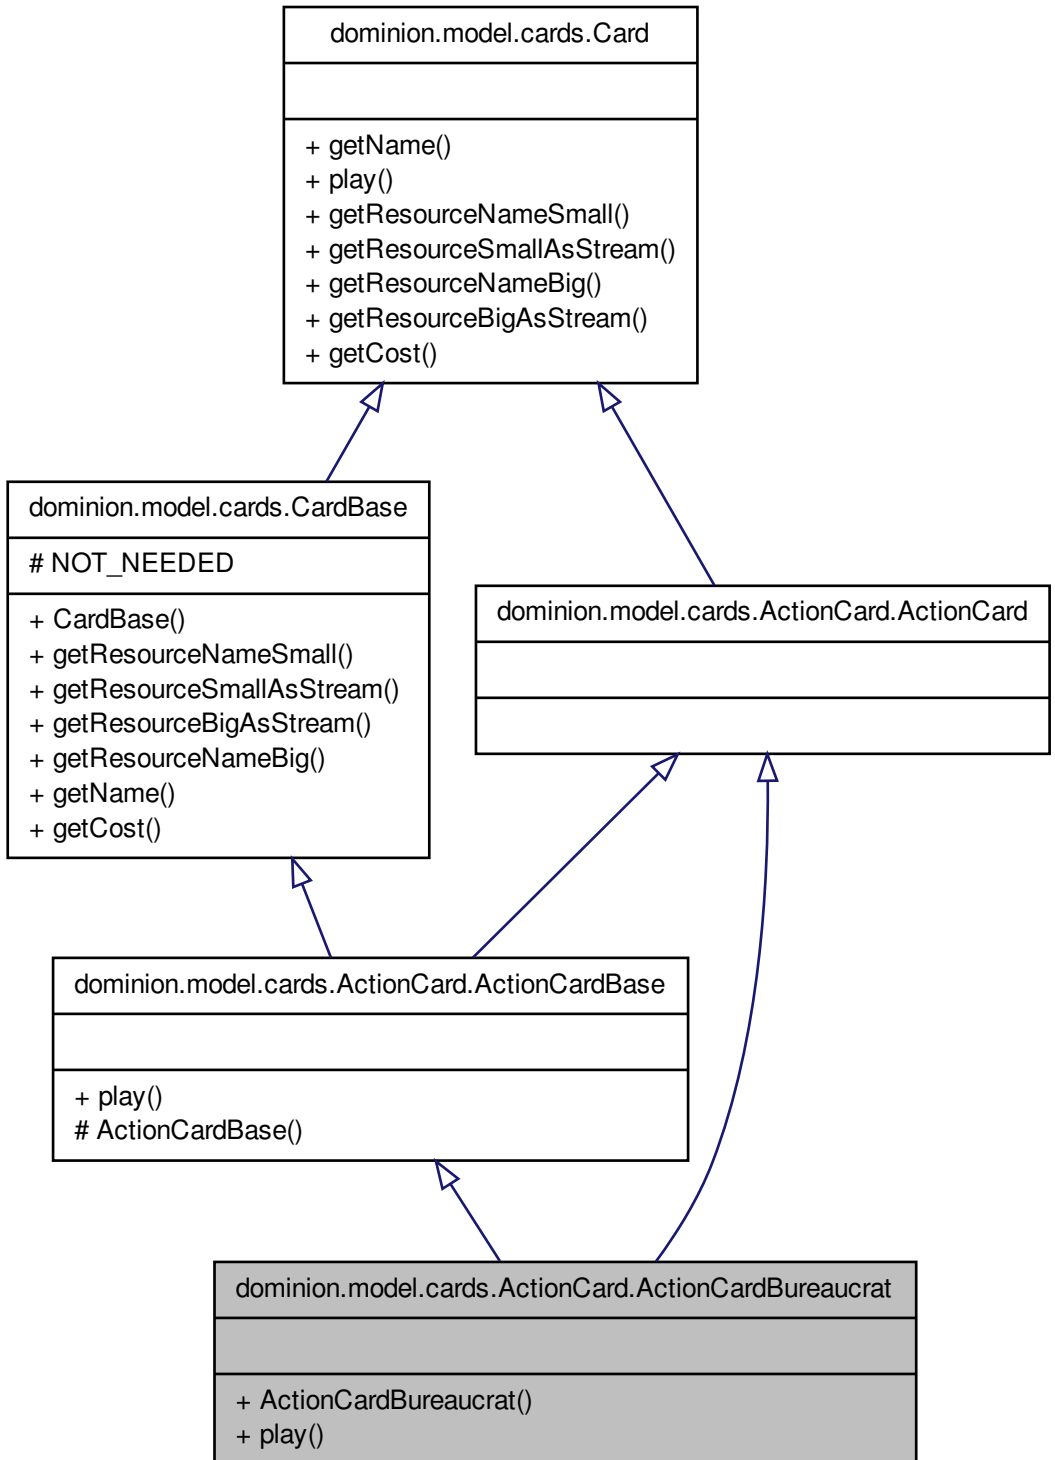 dominion.model.cards.Card
+ getName()
+ play()
+ getResourceNameSmall()
+ getResourceSmallAsStream()
+ getResourceNameBig()
+ getResourceBigAsStream()
+ getCost()
dominion.model.cards.CardBase
# NOT_NEEDED
+ CardBase()
+ getResourceNameSmall()
+ getResourceSmallAsStream()
+ getResourceBigAsStream()
+ getResourceNameBig()
+ getName()
+ getCost()
dominion.model.cards.ActionCard.ActionCard
dominion.model.cards.ActionCard.ActionCardBase
+ play()
# ActionCardBase()
dominion.model.cards.ActionCard.ActionCardBureaucrat
+ ActionCardBureaucrat()
+ play()